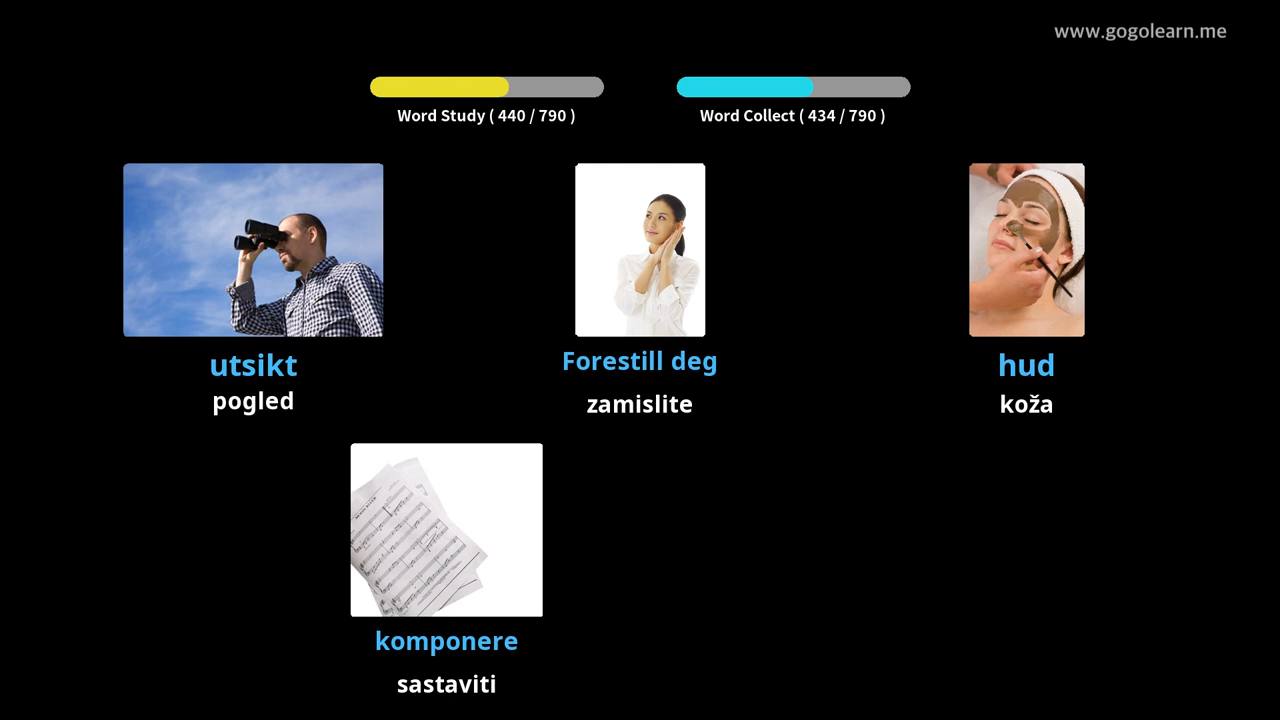 www.gogolearn.me
Word Study ( 440 / 790 )
Word Collect ( 434 / 790 )
utsikt
pogled
Forestill deg
zamislite
hud
koža
komponere
sastaviti